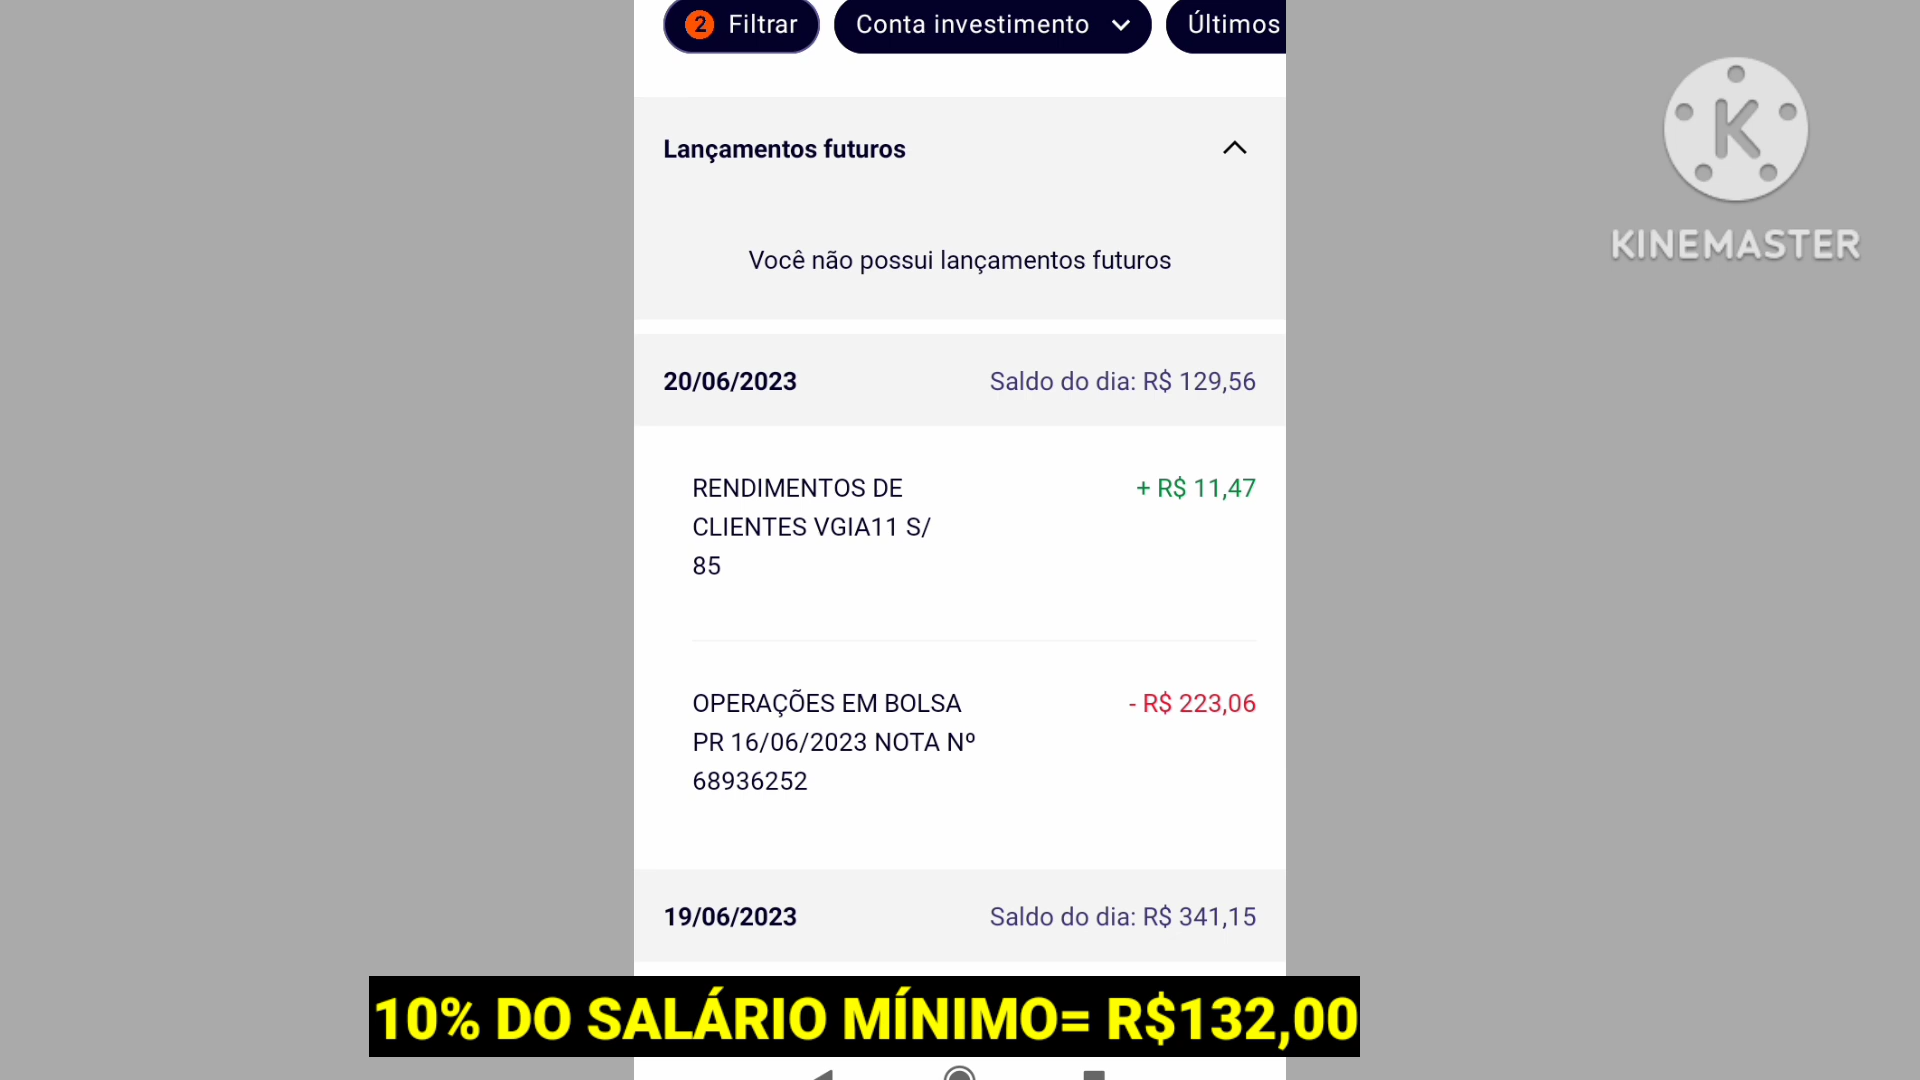 2 Filtrar
Conta investimento
Últimos
K
KINEMASTER
Lançamentos futuros
Você não possui lançamentos futuros
20/06/2023
Saldo do dia: R$ 129,56
RENDIMENTOS DE
CLIENTES VGIA11 S/
85
+ R$ 11,47
OPERAÇÕES EM BOLSA
PR 16/06/2023 NOTA Nº
68936252
- R$ 223,06
19/06/2023
Saldo do dia: R$ 341,15
10% DO SALÁRIO MÍNIMO= R$132,00